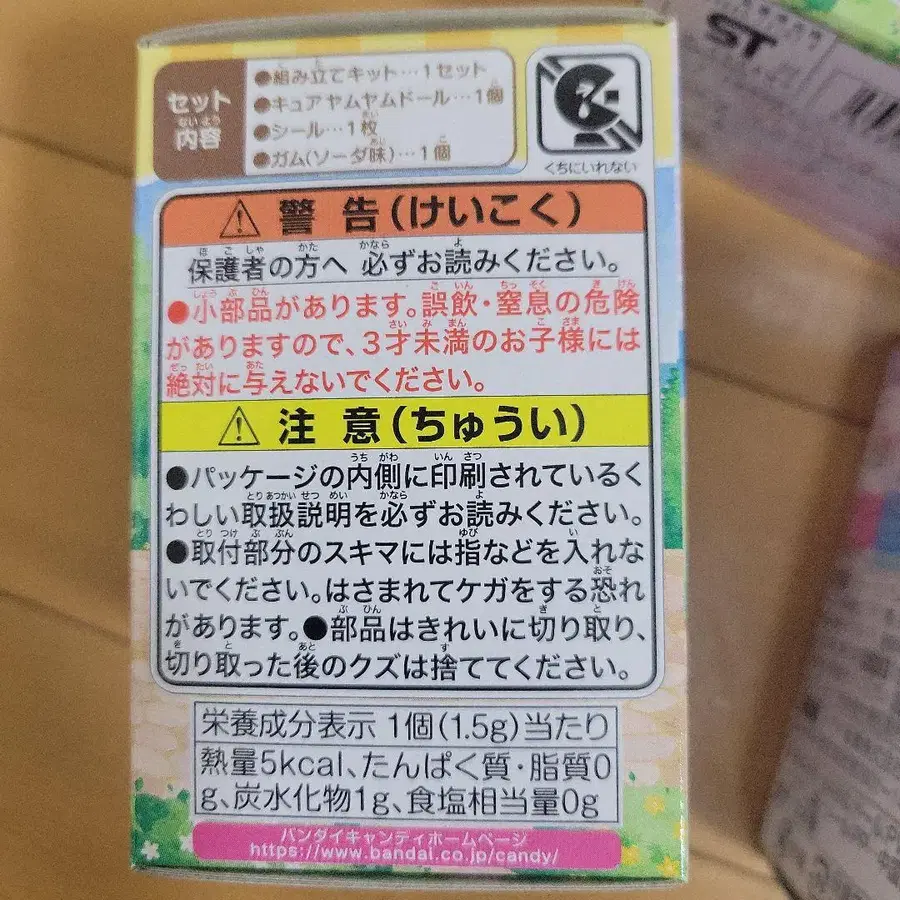 セット
ないよう
内容
●組み立てキット…1セット
●キュアヤムヤムドール…1個
●シール…1枚
●ガム(ソーダ味)…1個
くちにいれない
⚠ 警告(けいこく)
保護者の方へ 必ずお読みください。
●小部品があります。誤飲・窒息の危険
がありますので、3才未満のお子様には
絶対に与えないでください。
⚠ 注意(ちゅうい)
●パッケージの内側に印刷されているく
わしい取扱説明を必ずお読みください。
●取付部分のスキマには指などを入れな
いでください。はさまれてケガをする恐れ
があります。●部品はきれいに切り取り、
切り取った後のクズは捨ててください。
栄養成分表示 1個(1.5g)当たり
熱量5kcal、たんぱく質・脂質0
g、炭水化物1g、食塩相当量0g
バンダイキャンディホームページ
https://www.bandai.co.jp/candy/
ST